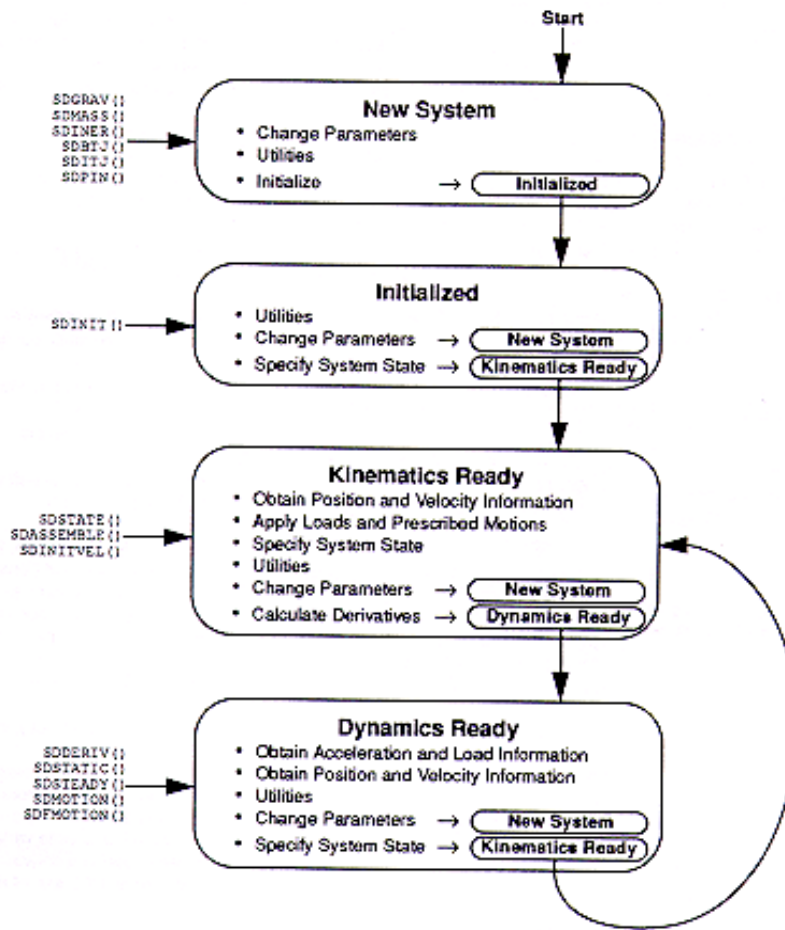 Start
New System
SDGRAV()
SDMASS()
SDINER()
SDBTJ()
SDITJ()
SDPIN()
• Change Parameters
• Utilities
• Initialize → Initialized
Initialized
SDINIT()
• Utilities
• Change Parameters → New System
• Specify System State → Kinematics Ready
Kinematics Ready
SDSTATE()
SDASSEMBLE()
SDINITVEL()
• Obtain Position and Velocity Information
• Apply Loads and Prescribed Motions
• Specify System State
• Utilities
• Change Parameters → New System
• Calculate Derivatives → Dynamics Ready
Dynamics Ready
SDDERIV()
SDSTATIC()
SDSTEADY()
SDMOTION()
SDFMOTION()
• Obtain Acceleration and Load Information
• Obtain Position and Velocity Information
• Utilities
• Change Parameters → New System
• Specify System State → Kinematics Ready